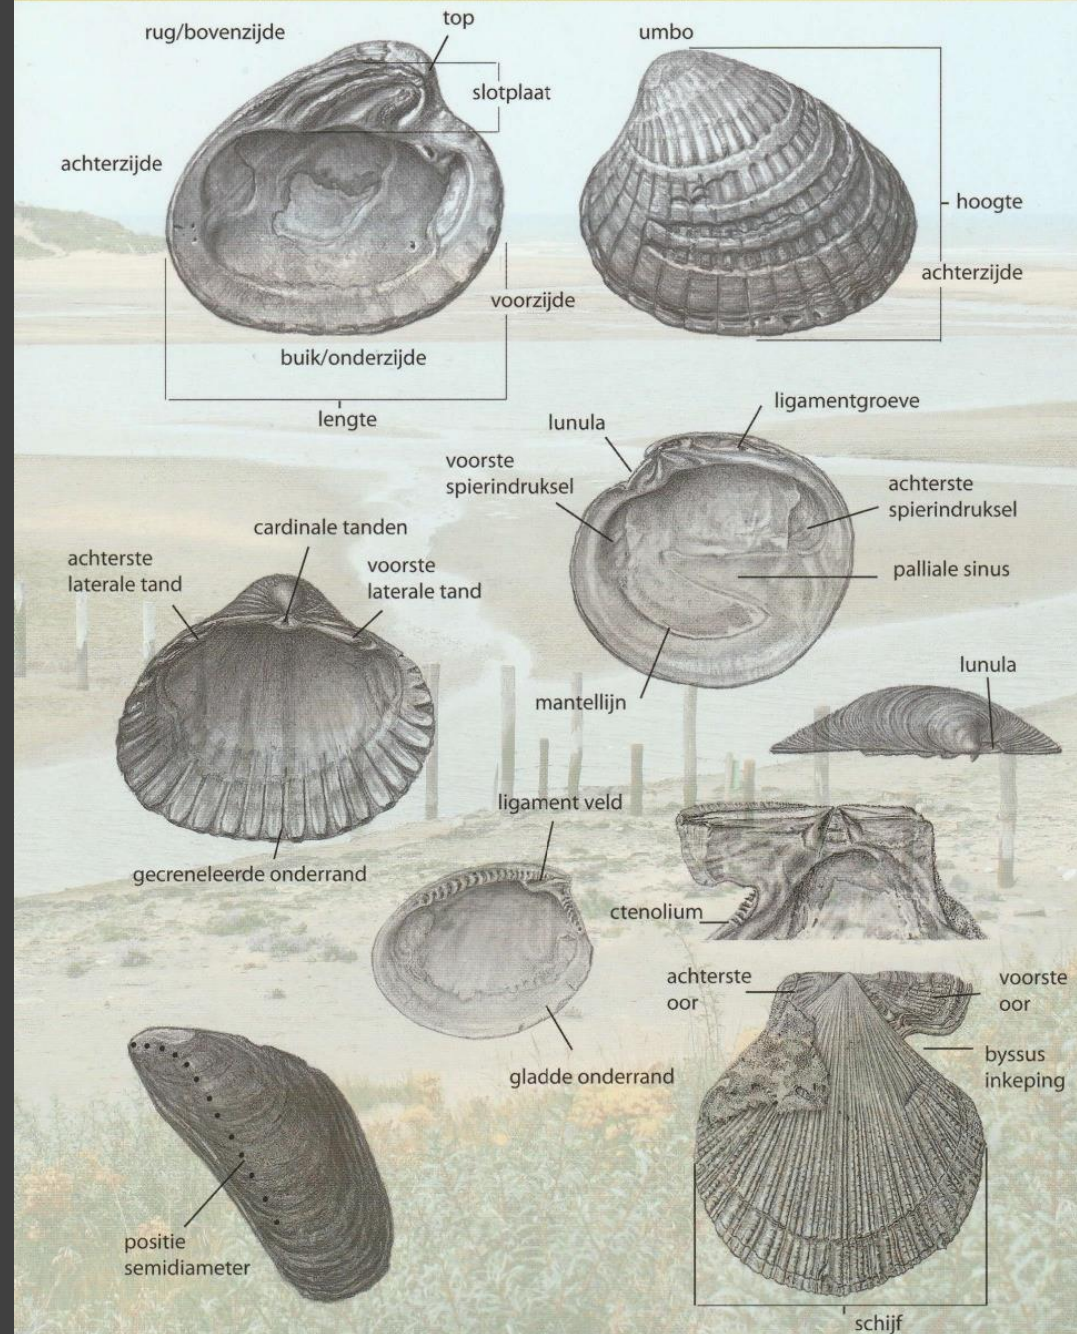 top
rug/bovenzijde
umbo
slotplaat
achterzijde
hoogte
achterzijde
voorzijde
buik/onderzijde
lengte
ligamentgroeve
lunula
voorste
spierindruksel
achterste
spierindruksel
cardinale tanden
achterste
laterale tand
voorste
laterale tand
palliale sinus
lunula
mantellijn
ligament veld
gecreneleerde onderrand
ctenolium
achterste
oor
voorste
oor
byssus
inkeping
gladde onderrand
positie
semidiameter
schijf